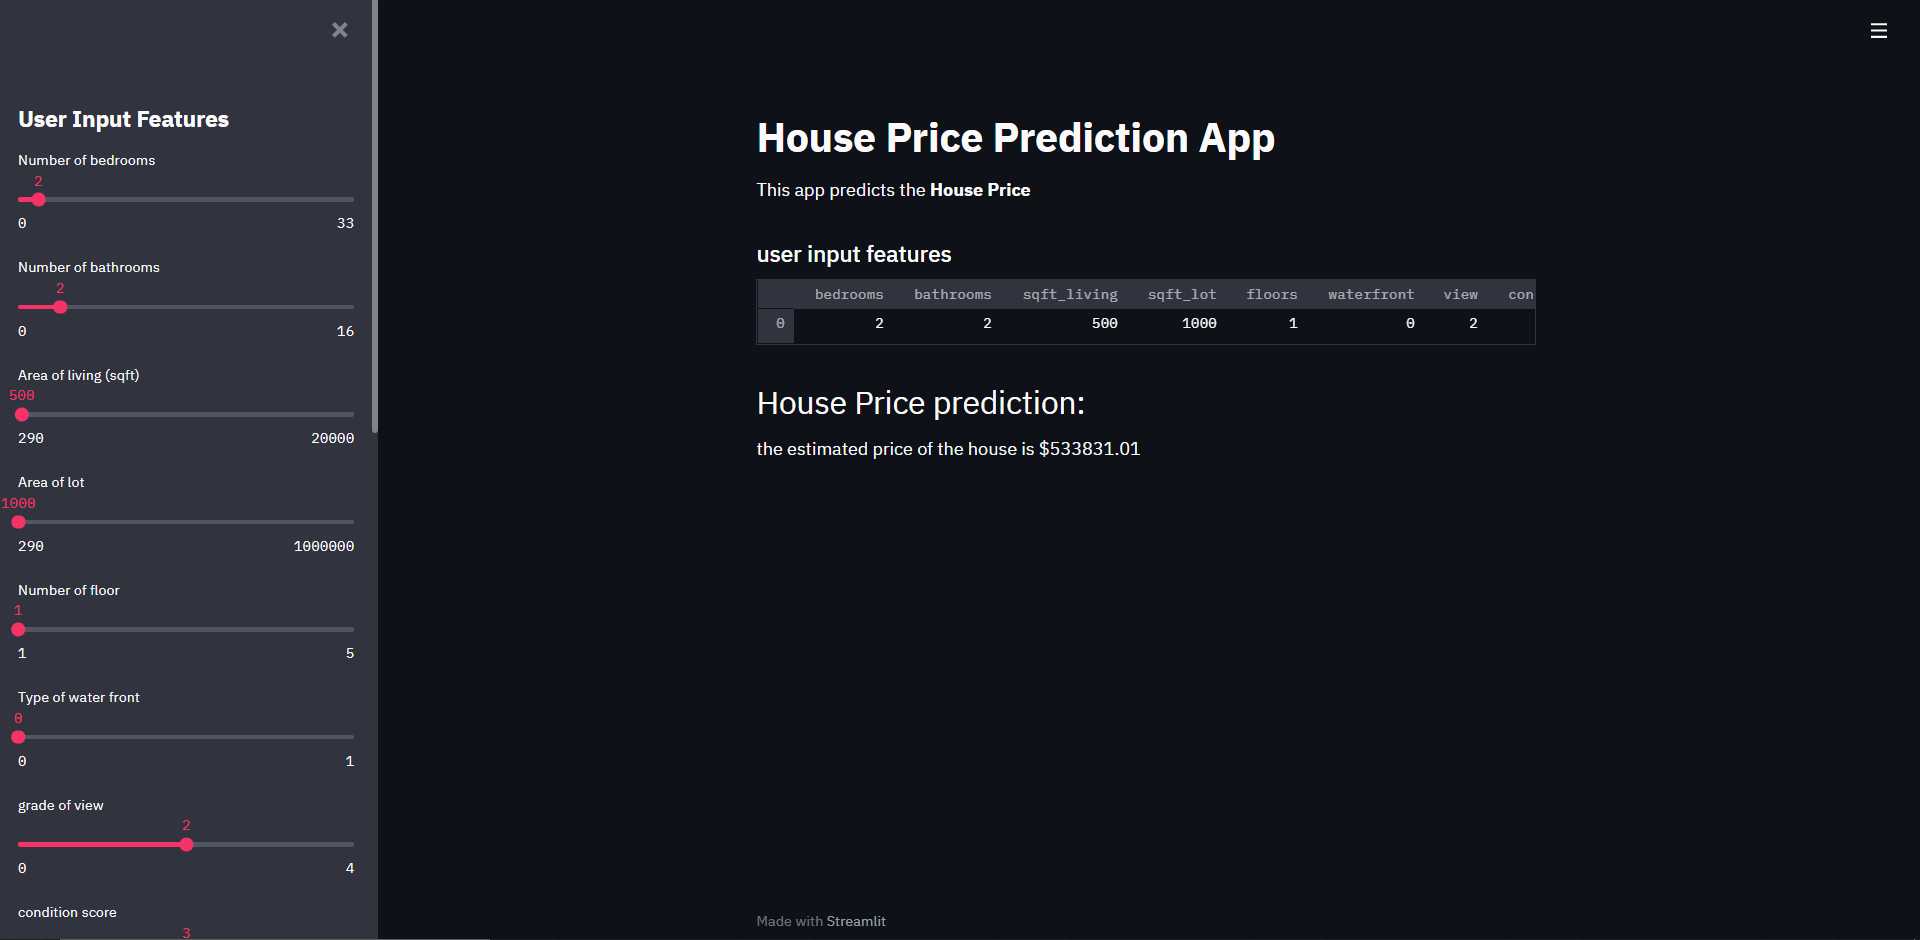 User Input Features
Number of bedrooms
2
0 33
Number of bathrooms
2
0 16
Area of living (sqft)
500
290 20000
Area of lot
1000
290 1000000
Number of floor
1
1 5
Type of water front
0
0 1
grade of view
2
0 4
condition score
3
House Price Prediction App
This app predicts the House Price
user input features
bedrooms bathrooms sqft_living sqft_lot floors waterfront view con
0 2 2 500 1000 1 0 2
House Price prediction:
the estimated price of the house is $533831.01
Made with Streamlit